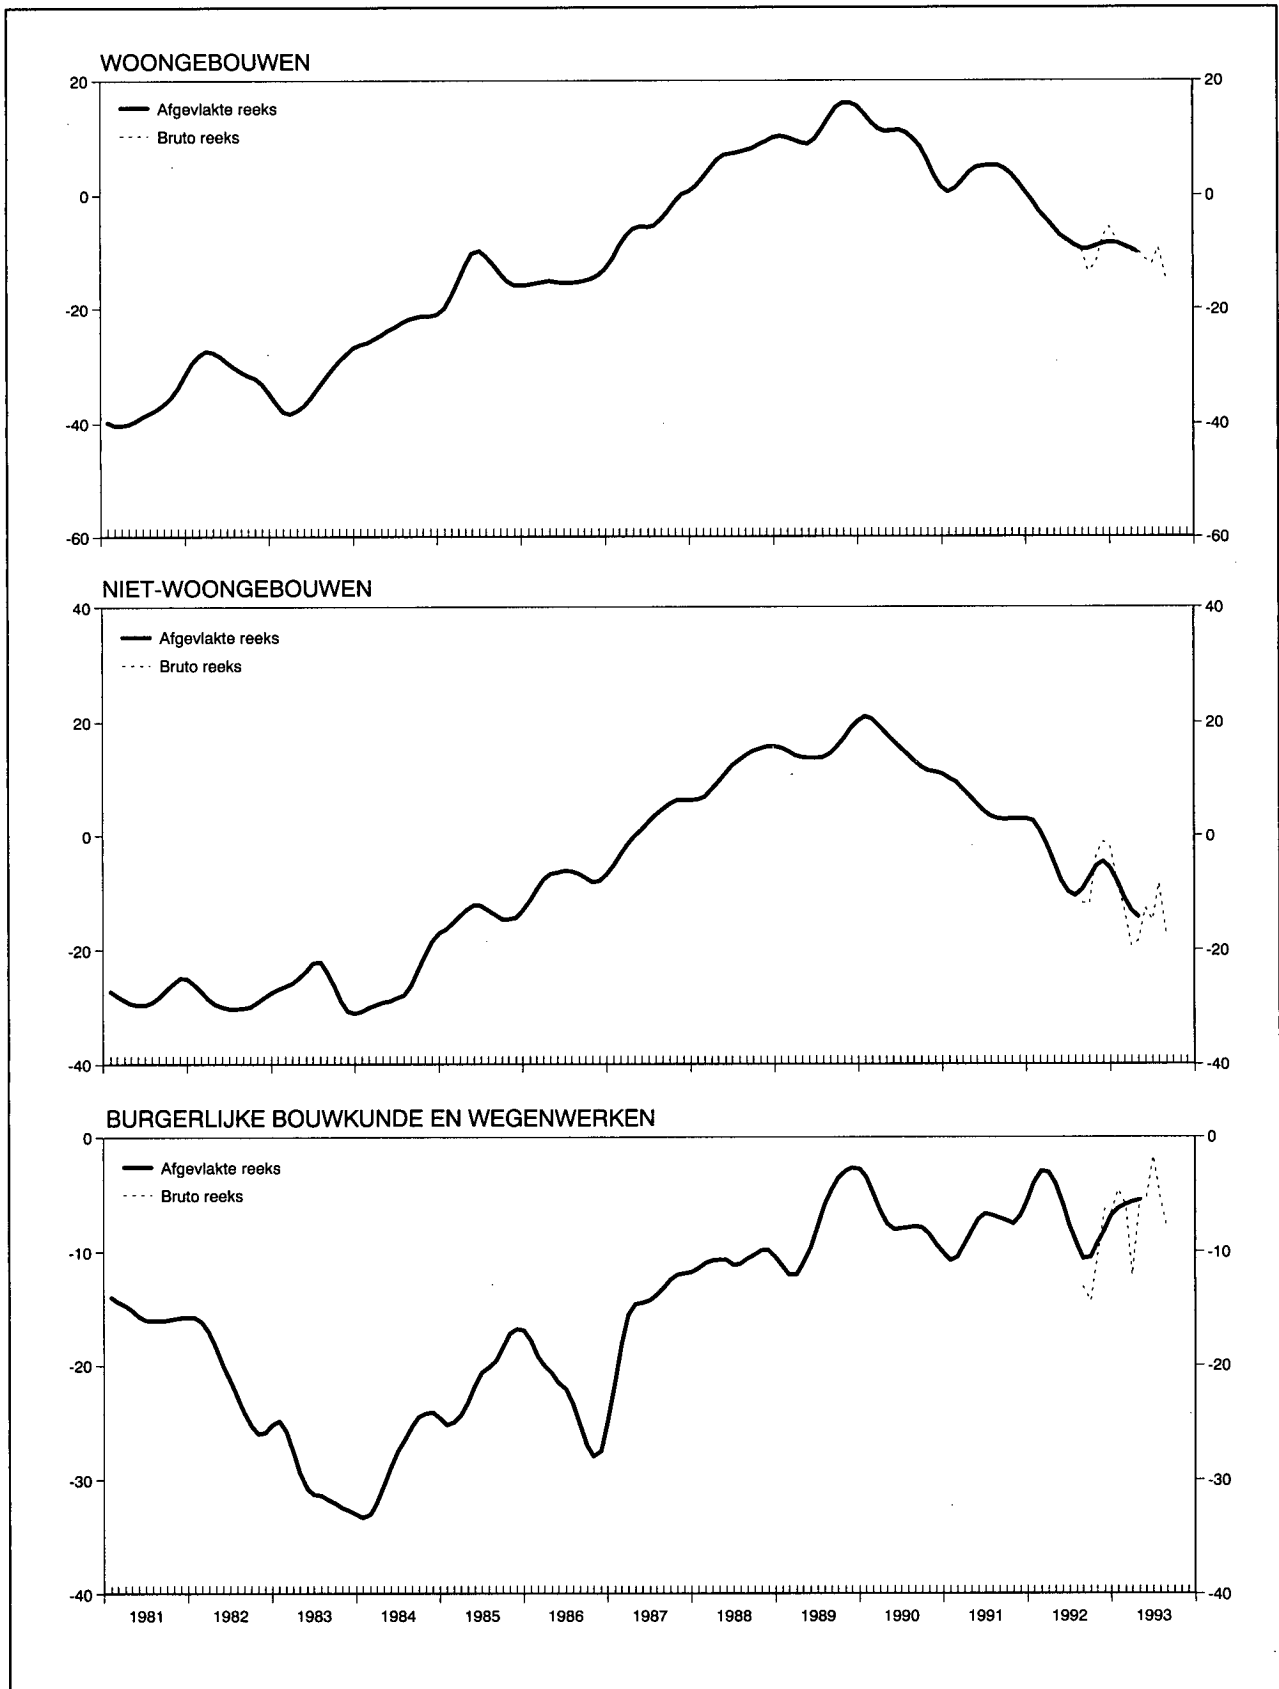 WOONGEBOUWEN
20 20
Afgevlakte reeks
Bruto reeks
0 0
-20 -20
-40 -40
-60 -60
NIET-WOONGEBOUWEN
40 40
Afgevlakte reeks
Bruto reeks
20 20
0 0
-20 -20
-40 -40
BURGERLIJKE BOUWKUNDE EN WEGENWERKEN
0 0
Afgevlakte reeks
Bruto reeks
-10 -10
-20 -20
-30 -30
-40 -40
1981 1982 1983 1984 1985 1986 1987 1988 1989 1990 1991 1992 1993